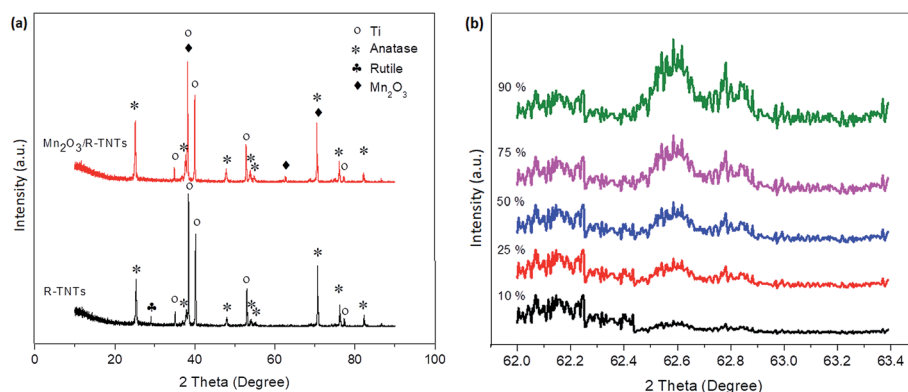 (a)
○ Ti
* Anatase
♣ Rutile
♦ Mn2O3
Mn2O3/R-TNTs
R-TNTs
Intensity (a.u.)
0 20 40 60 80 100
2 Theta (Degree)
(b)
90 %
75 %
50 %
25 %
10 %
Intensity (a.u.)
62.0 62.2 62.4 62.6 62.8 63.0 63.2 63.4
2 Theta (Degree)